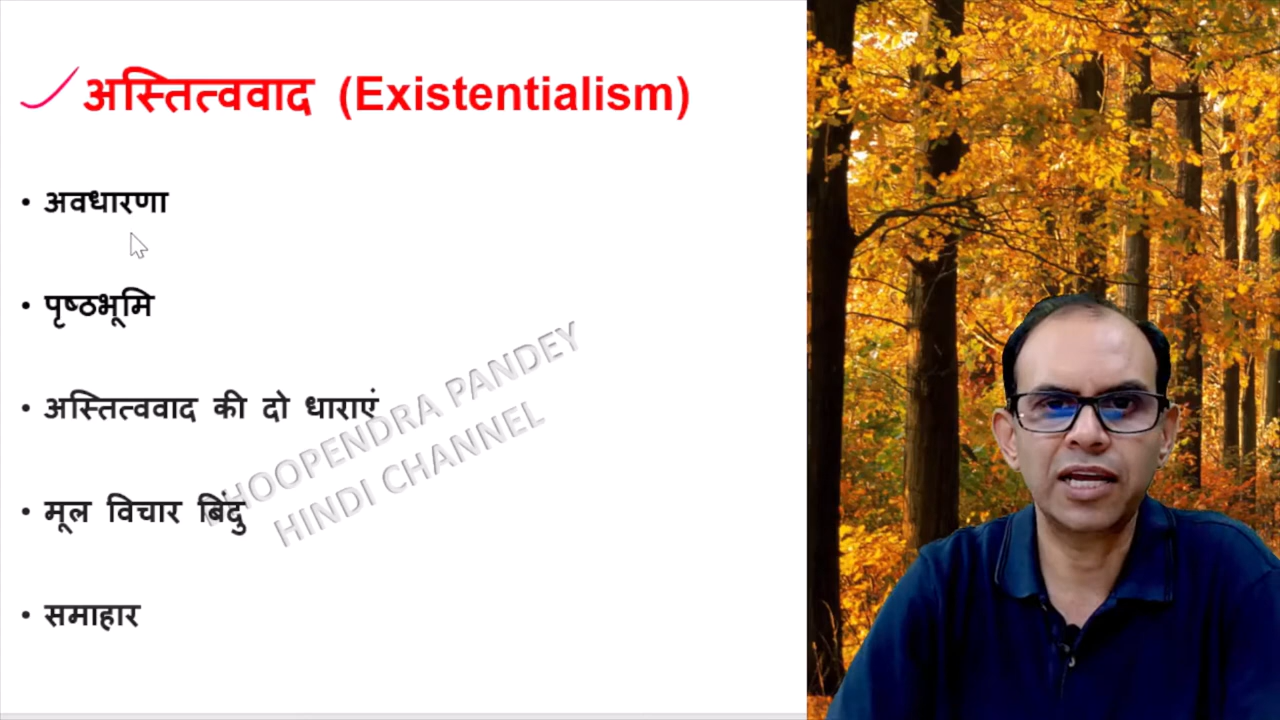 अस्तित्ववाद (Existentialism)
• अवधारणा
• पृष्ठभूमि
• अस्तित्ववाद की दो धाराएं
• मूल विचार बिंदु
• समाहार
BHOOPENDRA PANDEY
HINDI CHANNEL